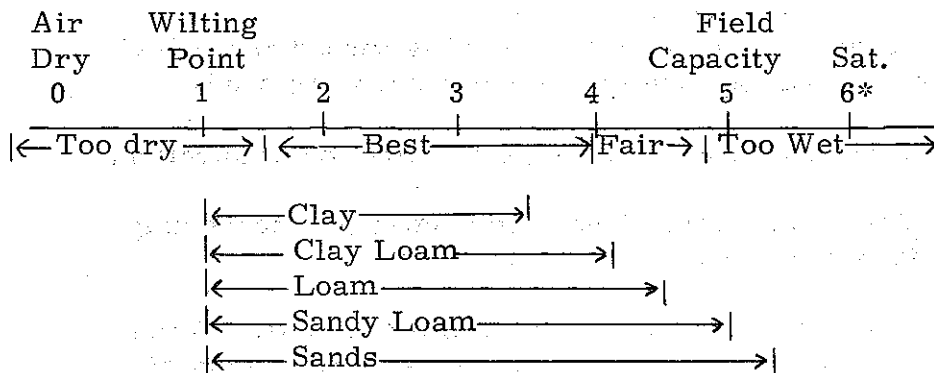 Air Wilting Field
Dry Point Capacity Sat.
0 1 2 3 4 5 6*
Too dry Best Fair Too Wet
Clay
Clay Loam
Loam
Sandy Loam
Sands